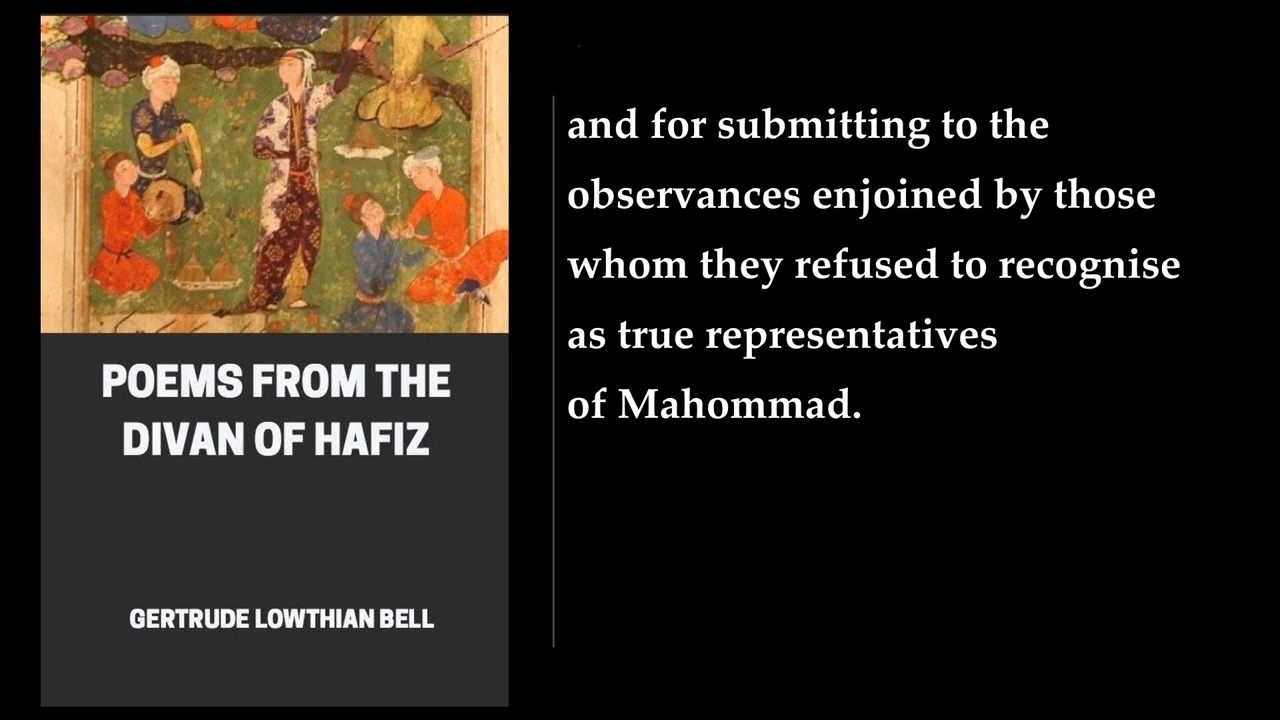 POEMS FROM THE
DIVAN OF HAFIZ
GERTRUDE LOWTHIAN BELL
and for submitting to the
observances enjoined by those
whom they refused to recognise
as true representatives
of Mahommad.